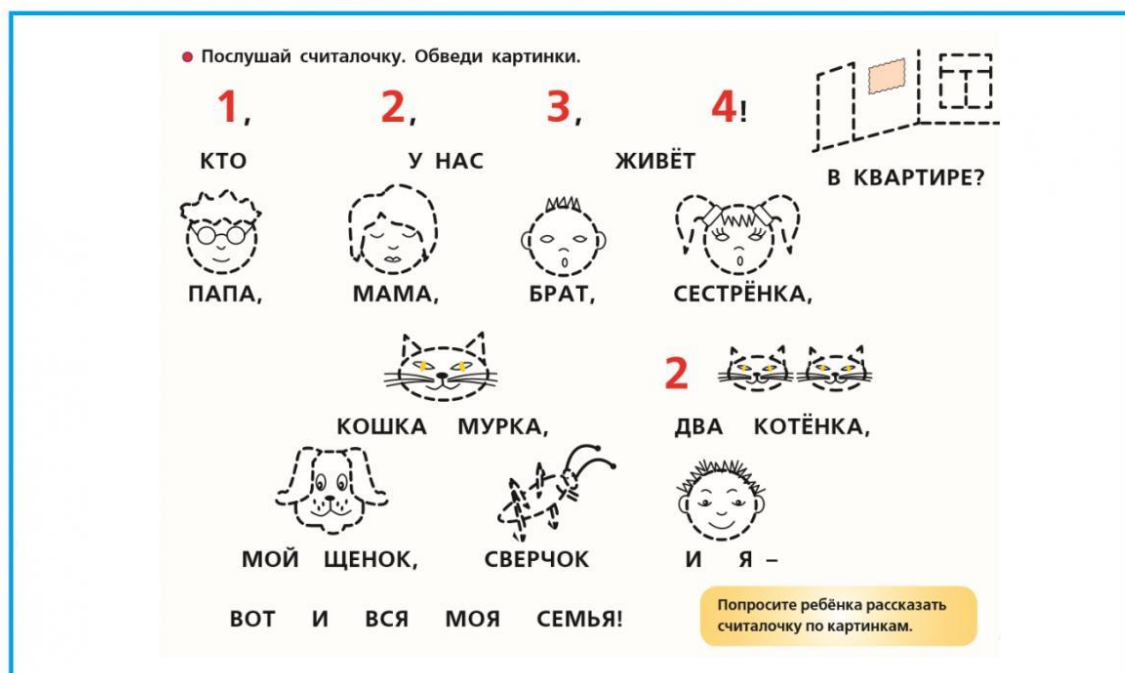 Послушай считалочку. Обведи картинки.
1, 2, 3, 4!
КТО У НАС ЖИВЁТ В КВАРТИРЕ?
ПАПА, МАМА, БРАТ, СЕСТРЁНКА,
2
КОШКА МУРКА, ДВА КОТЁНКА,
МОЙ ЩЕНОК, СВЕРЧОК И Я –
ВОТ И ВСЯ МОЯ СЕМЬЯ!
Попросите ребёнка рассказать
считалочку по картинкам.